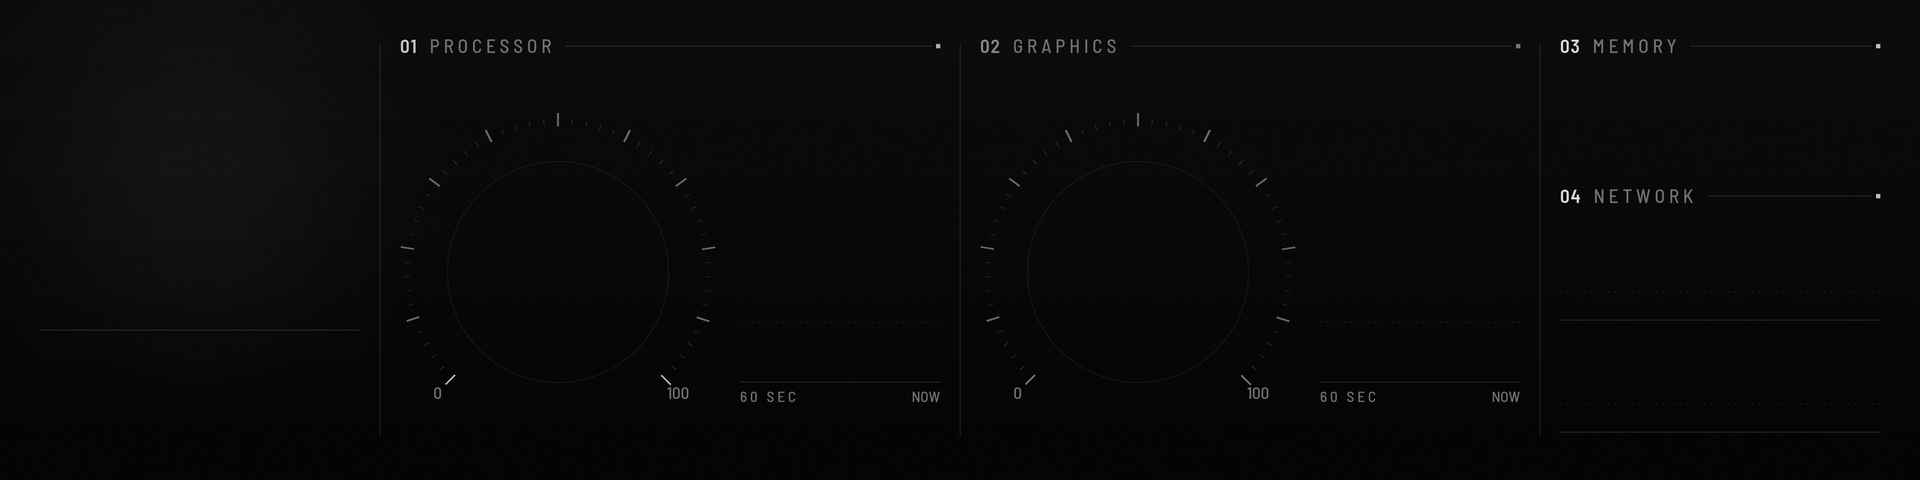 01 PROCESSOR
0
100
60 SEC
NOW
02 GRAPHICS
0
100
60 SEC
NOW
03 MEMORY
04 NETWORK